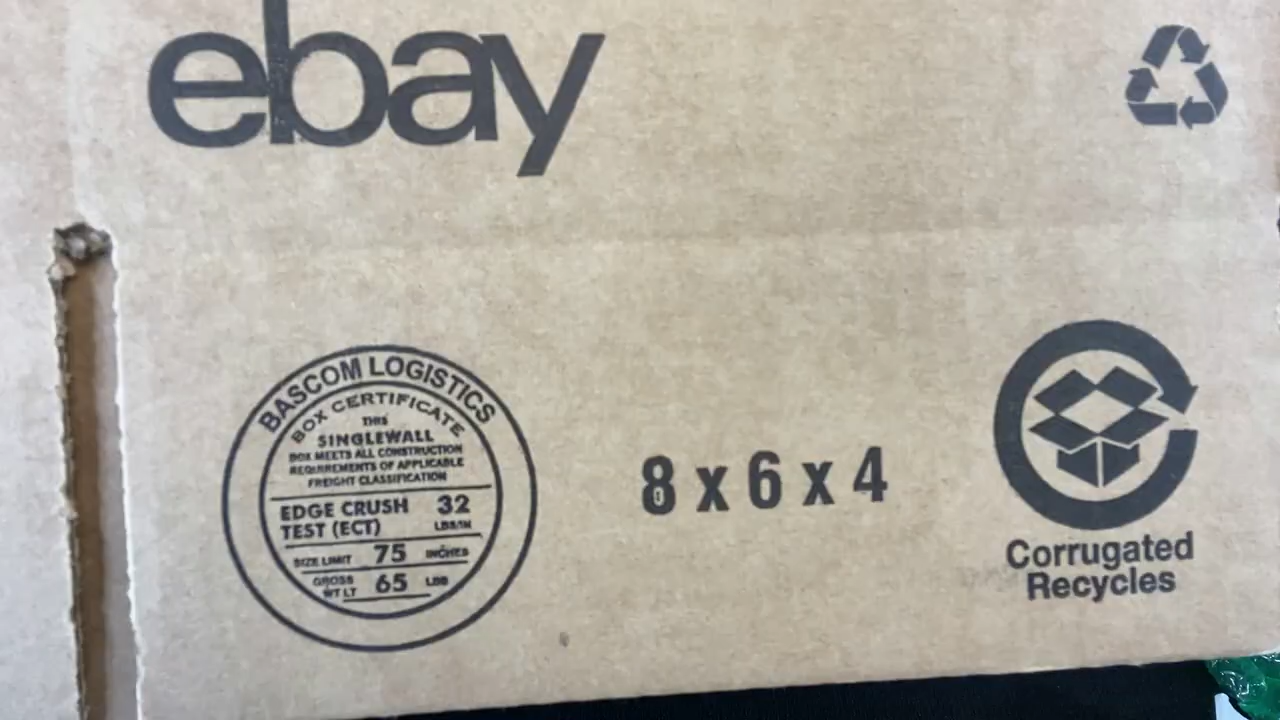 ebay
BASCOM LOGISTICS
BOX CERTIFICATE
THIS
SINGLEWALL
BOX MEETS ALL CONSTRUCTION
REQUIREMENTS OF APPLICABLE
FREIGHT CLASSIFICATION
EDGE CRUSH 32
TEST (ECT) LBS/IN
SIZE LIMIT 75 INCHES
GROSS
WT LT 65 LBS
8 x 6 x 4
Corrugated
Recycles